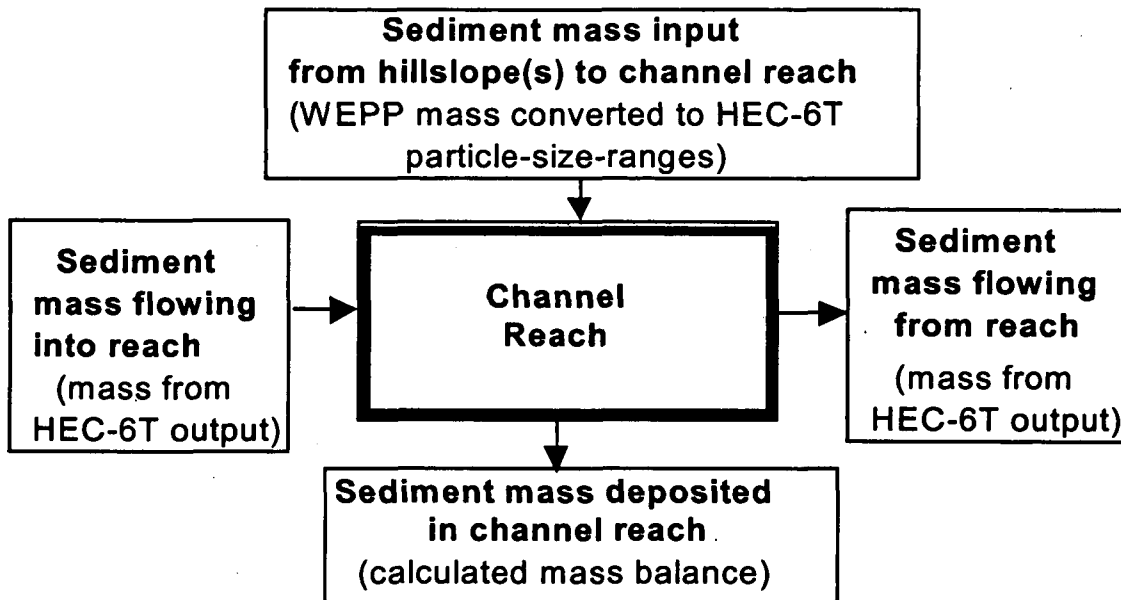 Sediment mass input
from hillslope(s) to channel reach
(WEPP mass converted to HEC-6T
particle-size-ranges)
Sediment
mass flowing
into reach
(mass from
HEC-6T output)
Channel
Reach
Sediment
mass flowing
from reach
(mass from
HEC-6T output)
Sediment mass deposited
in channel reach
(calculated mass balance)